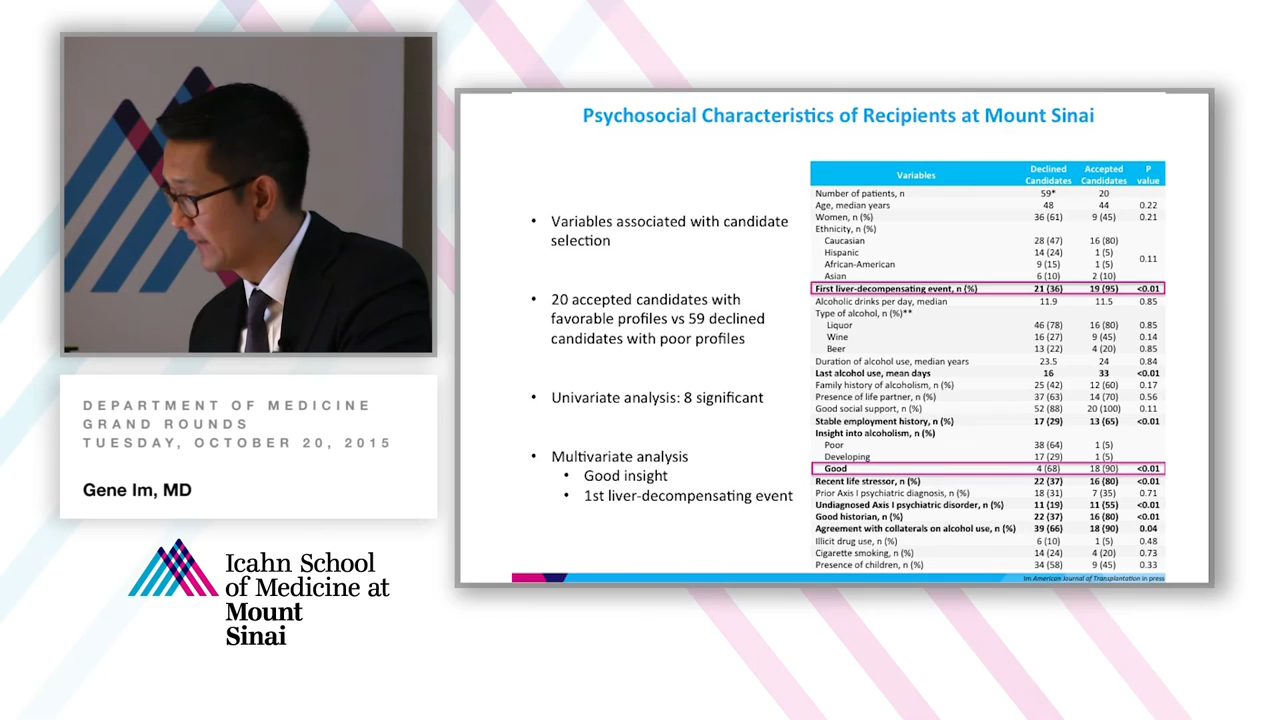 Psychosocial Characteristics of Recipients at Mount Sinai
• Variables associated with candidate
selection
• 20 accepted candidates with
favorable profiles vs 59 declined
candidates with poor profiles
• Univariate analysis: 8 significant
• Multivariate analysis
• Good insight
• 1st liver-decompensating event
Variables Declined Candidates Accepted Candidates P value
Number of patients, n 59* 20
Age, median years 48 44 0.22
Women, n (%) 36 (61) 9 (45) 0.21
Ethnicity, n (%)
Caucasian 28 (47) 16 (80)
Hispanic 14 (24) 1 (5)
0.11
African-American 9 (15) 1 (5)
Asian 6 (10) 2 (10)
First liver-decompensating event, n (%) 21 (36) 19 (95) <0.01
Alcoholic drinks per day, median 11.9 11.5 0.85
Type of alcohol, n (%)**
Liquor 46 (78) 16 (80) 0.85
Wine 16 (27) 9 (45) 0.14
Beer 13 (22) 4 (20) 0.85
Duration of alcohol use, median years 23.5 24 0.84
Last alcohol use, mean days 16 33 <0.01
Family history of alcoholism, n (%) 25 (42) 12 (60) 0.17
Presence of life partner, n (%) 37 (63) 14 (70) 0.56
Good social support, n (%) 52 (88) 20 (100) 0.11
Stable employment history, n (%) 17 (29) 13 (65) <0.01
Insight into alcoholism, n (%)
Poor 38 (64) 1 (5)
Developing 17 (29) 1 (5)
Good 4 (68) 18 (90) <0.01
Recent life stressor, n (%) 22 (37) 16 (80) <0.01
Prior Axis I psychiatric diagnosis, n (%) 18 (31) 7 (35) 0.71
Undiagnosed Axis I psychiatric disorder, n (%) 11 (19) 11 (55) <0.01
Good historian, n (%) 22 (37) 16 (80) <0.01
Agreement with collaterals on alcohol use, n (%) 39 (66) 18 (90) 0.04
Illicit drug use, n (%) 6 (10) 1 (5) 0.48
Cigarette smoking, n (%) 14 (24) 4 (20) 0.73
Presence of children, n (%) 34 (58) 9 (45) 0.33
Im American Journal of Transplantation in press
DEPARTMENT OF MEDICINE
GRAND ROUNDS
TUESDAY, OCTOBER 20, 2015
Gene Im, MD
Icahn School
of Medicine at
Mount
Sinai